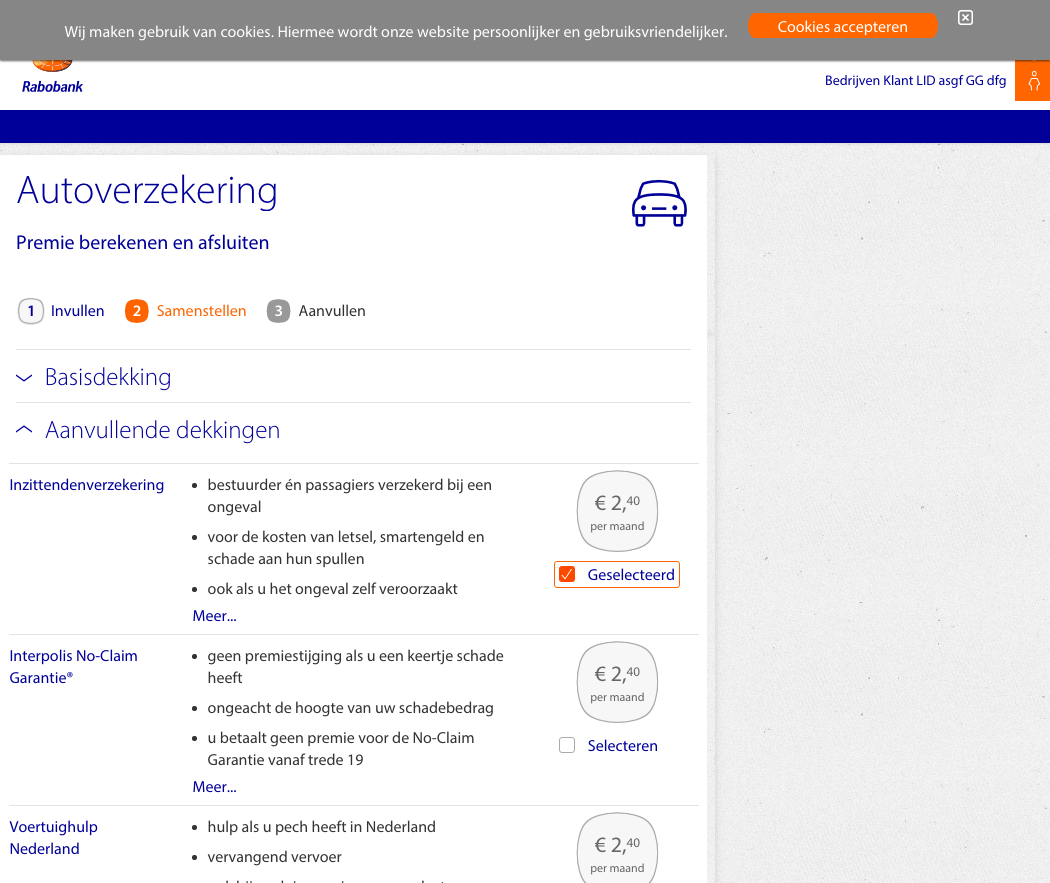 Wij maken gebruik van cookies. Hiermee wordt onze website persoonlijker en gebruiksvriendelijker.
Cookies accepteren
Rabobank
Bedrijven Klant LID asgf GG dfg
Autoverzekering
Premie berekenen en afsluiten
1 Invullen 2 Samenstellen 3 Aanvullen
Basisdekking
Aanvullende dekkingen
Inzittendenverzekering
bestuurder én passagiers verzekerd bij een
ongeval
voor de kosten van letsel, smartengeld en
schade aan hun spullen
ook als u het ongeval zelf veroorzaakt
Meer...
€ 2,40
per maand
Geselecteerd
Interpolis No-Claim
Garantie®
geen premiestijging als u een keertje schade
heeft
ongeacht de hoogte van uw schadebedrag
u betaalt geen premie voor de No-Claim
Garantie vanaf trede 19
Meer...
€ 2,40
per maand
Selecteren
Voertuighulp
Nederland
hulp als u pech heeft in Nederland
vervangend vervoer
€ 2,40
per maand